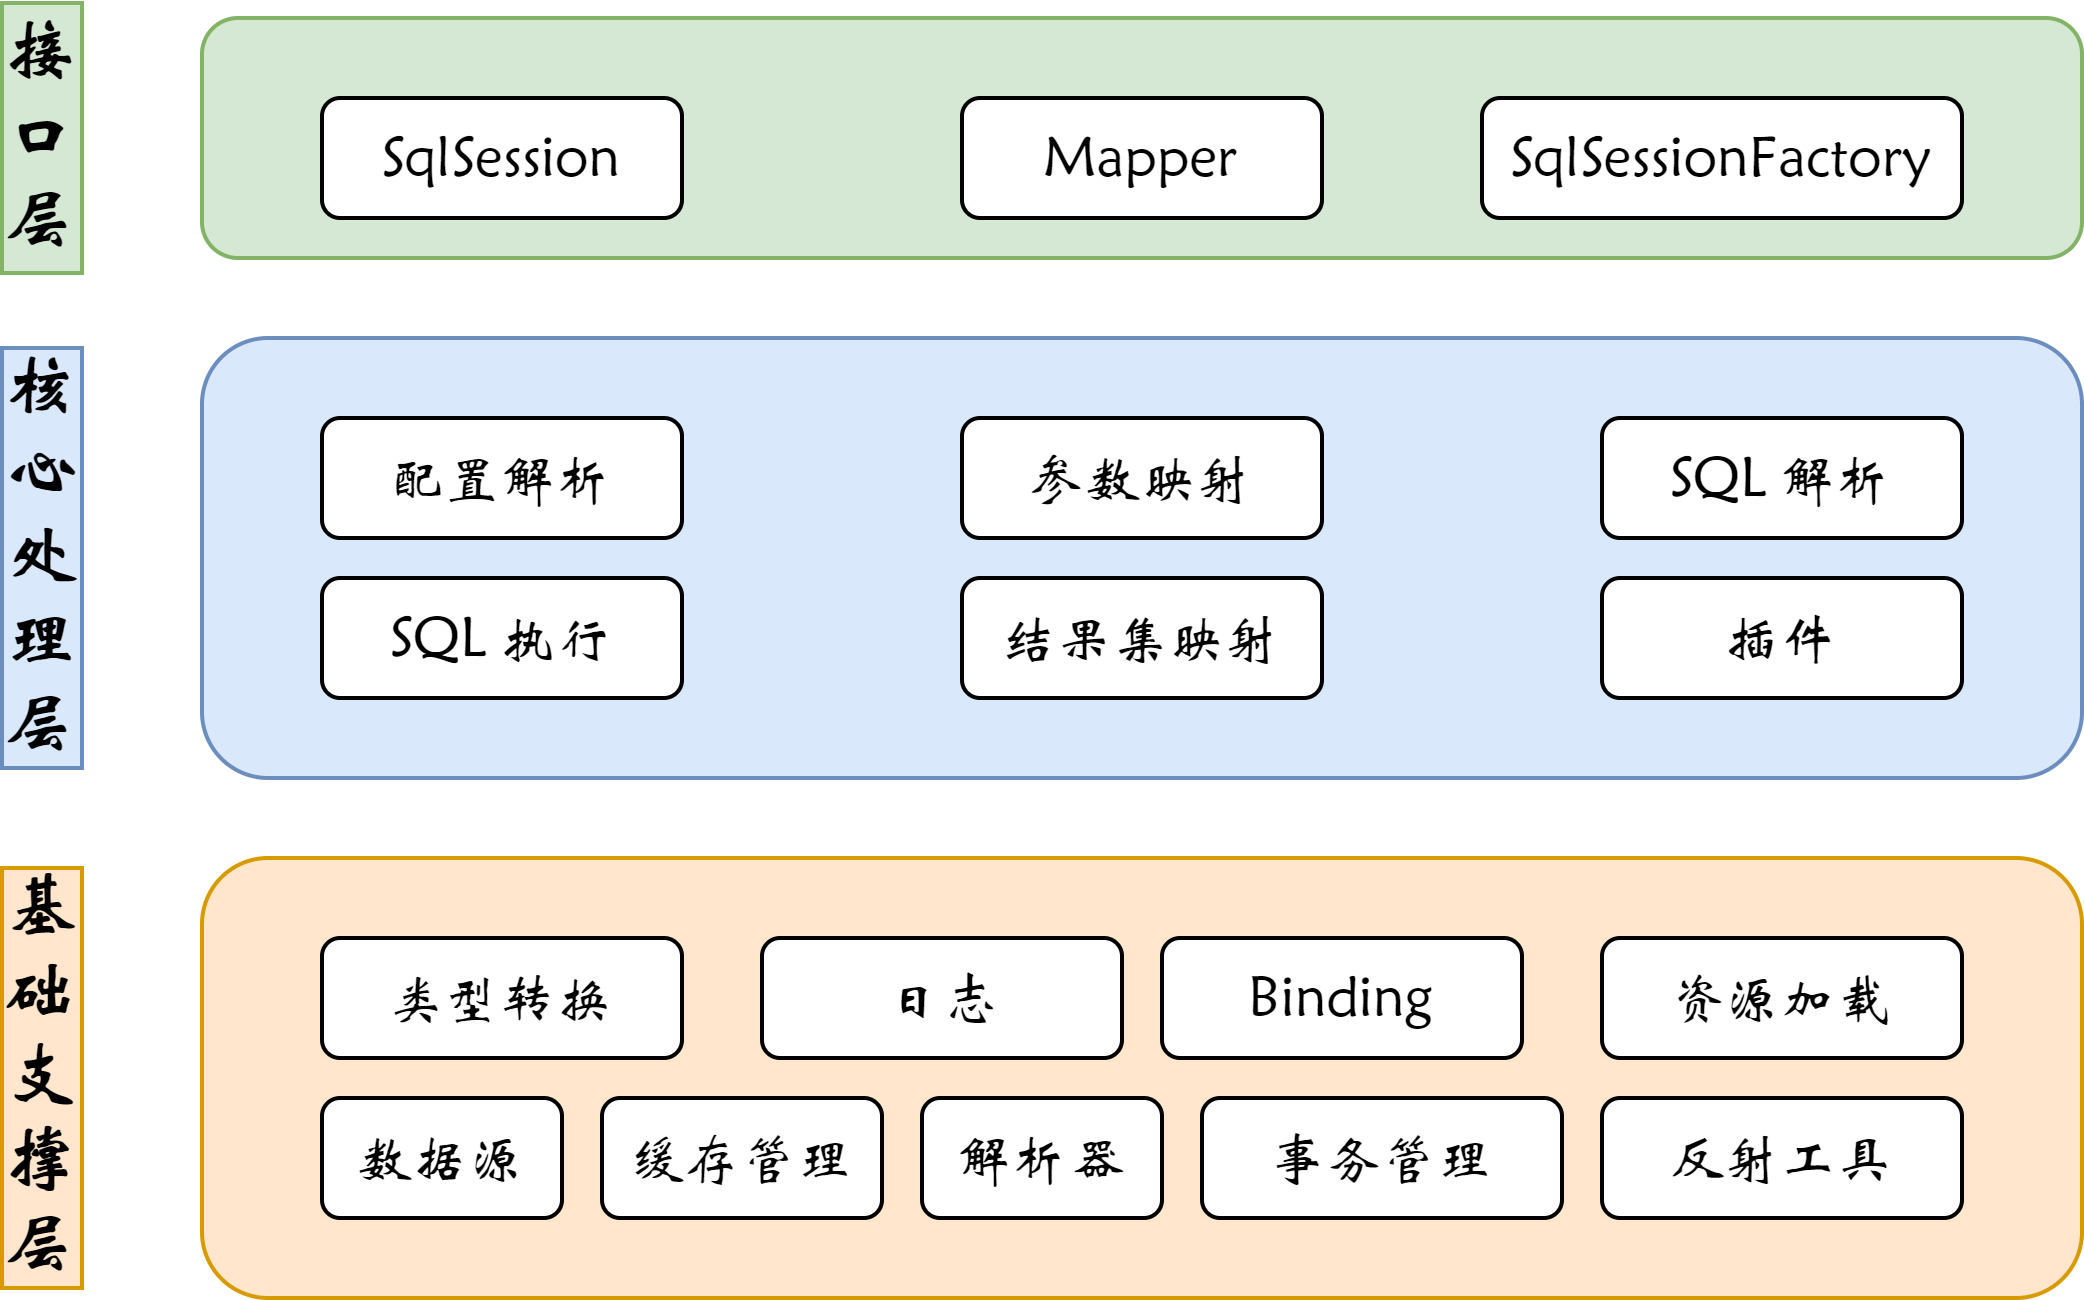 接口层
SqlSession
Mapper
SqlSessionFactory
核心处理层
配置解析
参数映射
SQL 解析
SQL 执行
结果集映射
插件
基础支撑层
类型转换
日志
Binding
资源加载
数据源
缓存管理
解析器
事务管理
反射工具